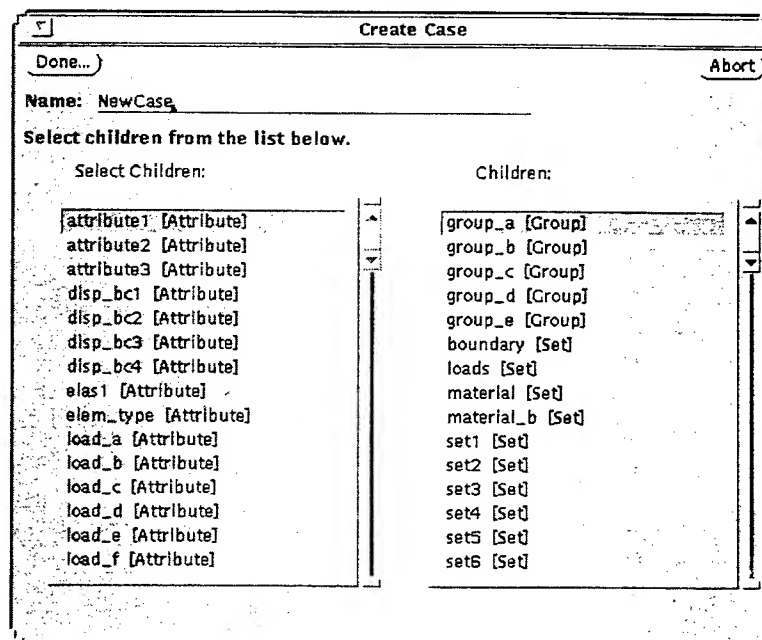 Create Case
Done...
Abort
Name: NewCase
Select children from the list below.
Select Children:
attribute1 [Attribute]
attribute2 [Attribute]
attribute3 [Attribute]
disp_bc1 [Attribute]
disp_bc2 [Attribute]
disp_bc3 [Attribute]
disp_bc4 [Attribute]
elas1 [Attribute]
elem_type [Attribute]
load_a [Attribute]
load_b [Attribute]
load_c [Attribute]
load_d [Attribute]
load_e [Attribute]
load_f [Attribute]
Children:
group_a [Group]
group_b [Group]
group_c [Group]
group_d [Group]
group_e [Group]
boundary [Set]
loads [Set]
material [Set]
material_b [Set]
set1 [Set]
set2 [Set]
set3 [Set]
set4 [Set]
set5 [Set]
set6 [Set]